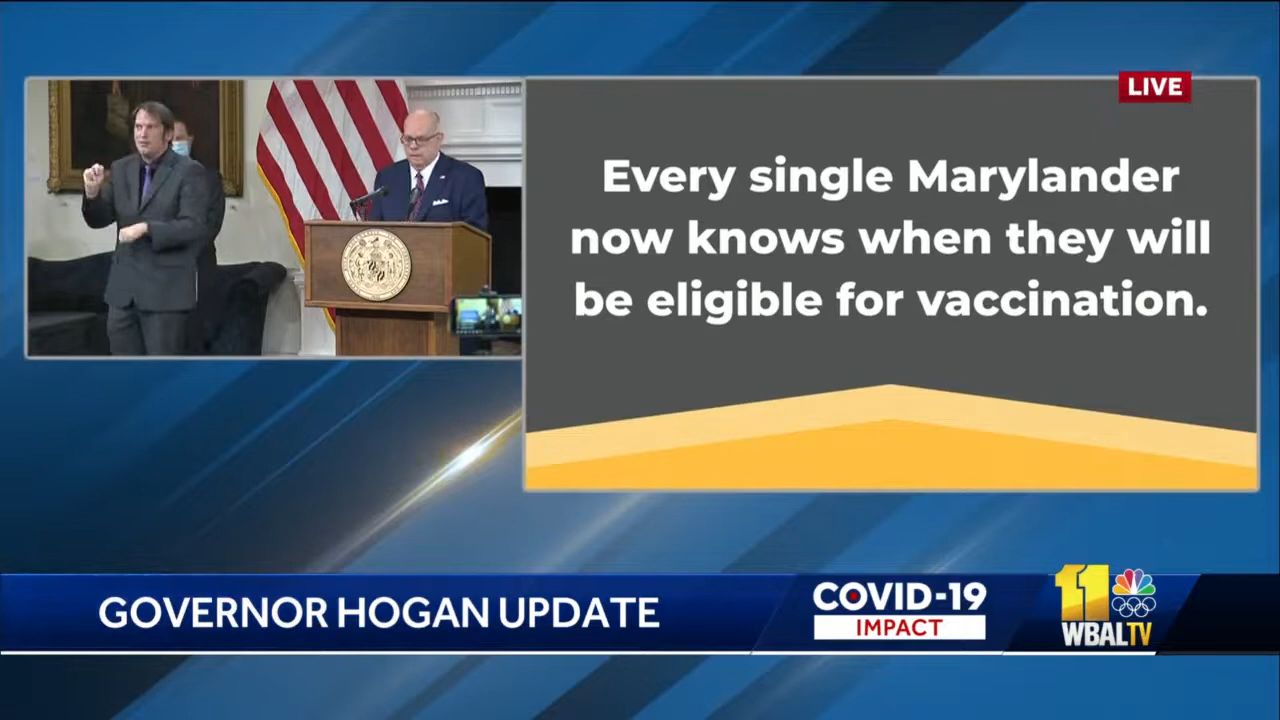 LIVE
Every single Marylander
now knows when they will
be eligible for vaccination.
GOVERNOR HOGAN UPDATE
COVID-19
IMPACT
11
WBALTV